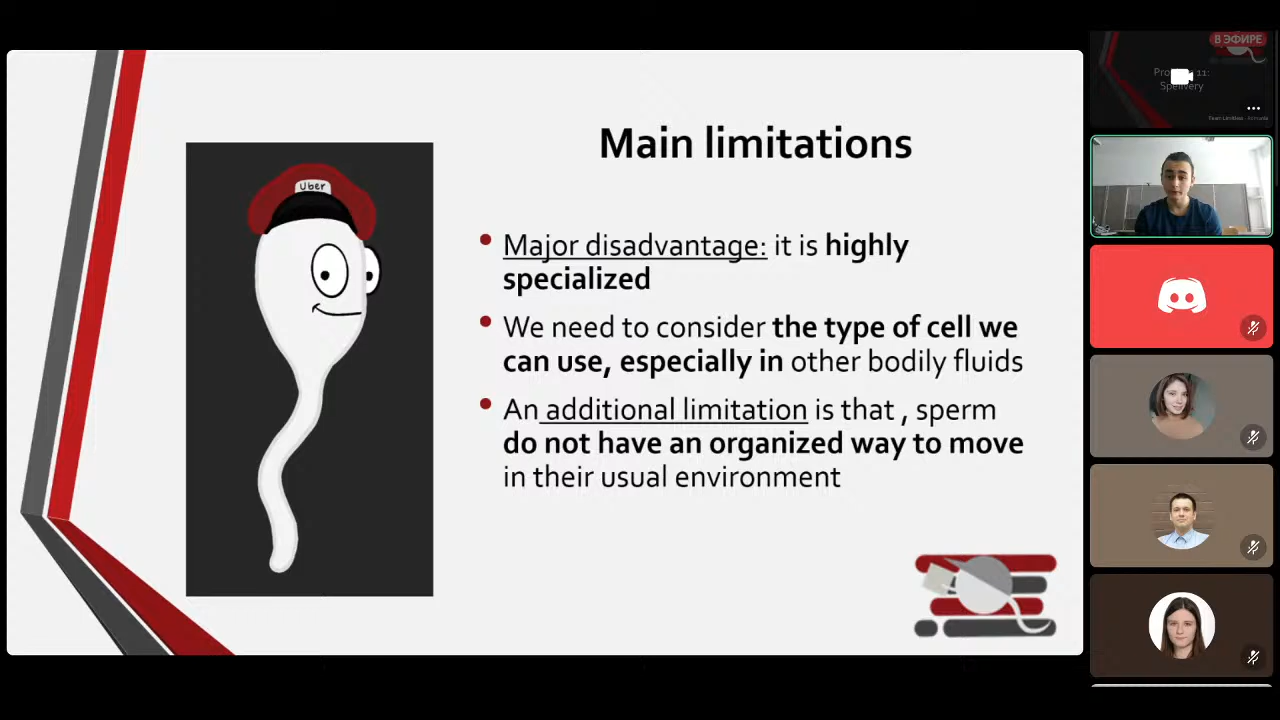 Main limitations
Uber
• Major disadvantage: it is highly
specialized
• We need to consider the type of cell we
can use, especially in other bodily fluids
• An additional limitation is that , sperm
do not have an organized way to move
in their usual environment
В ЭФИРЕ
11:
Spelivery